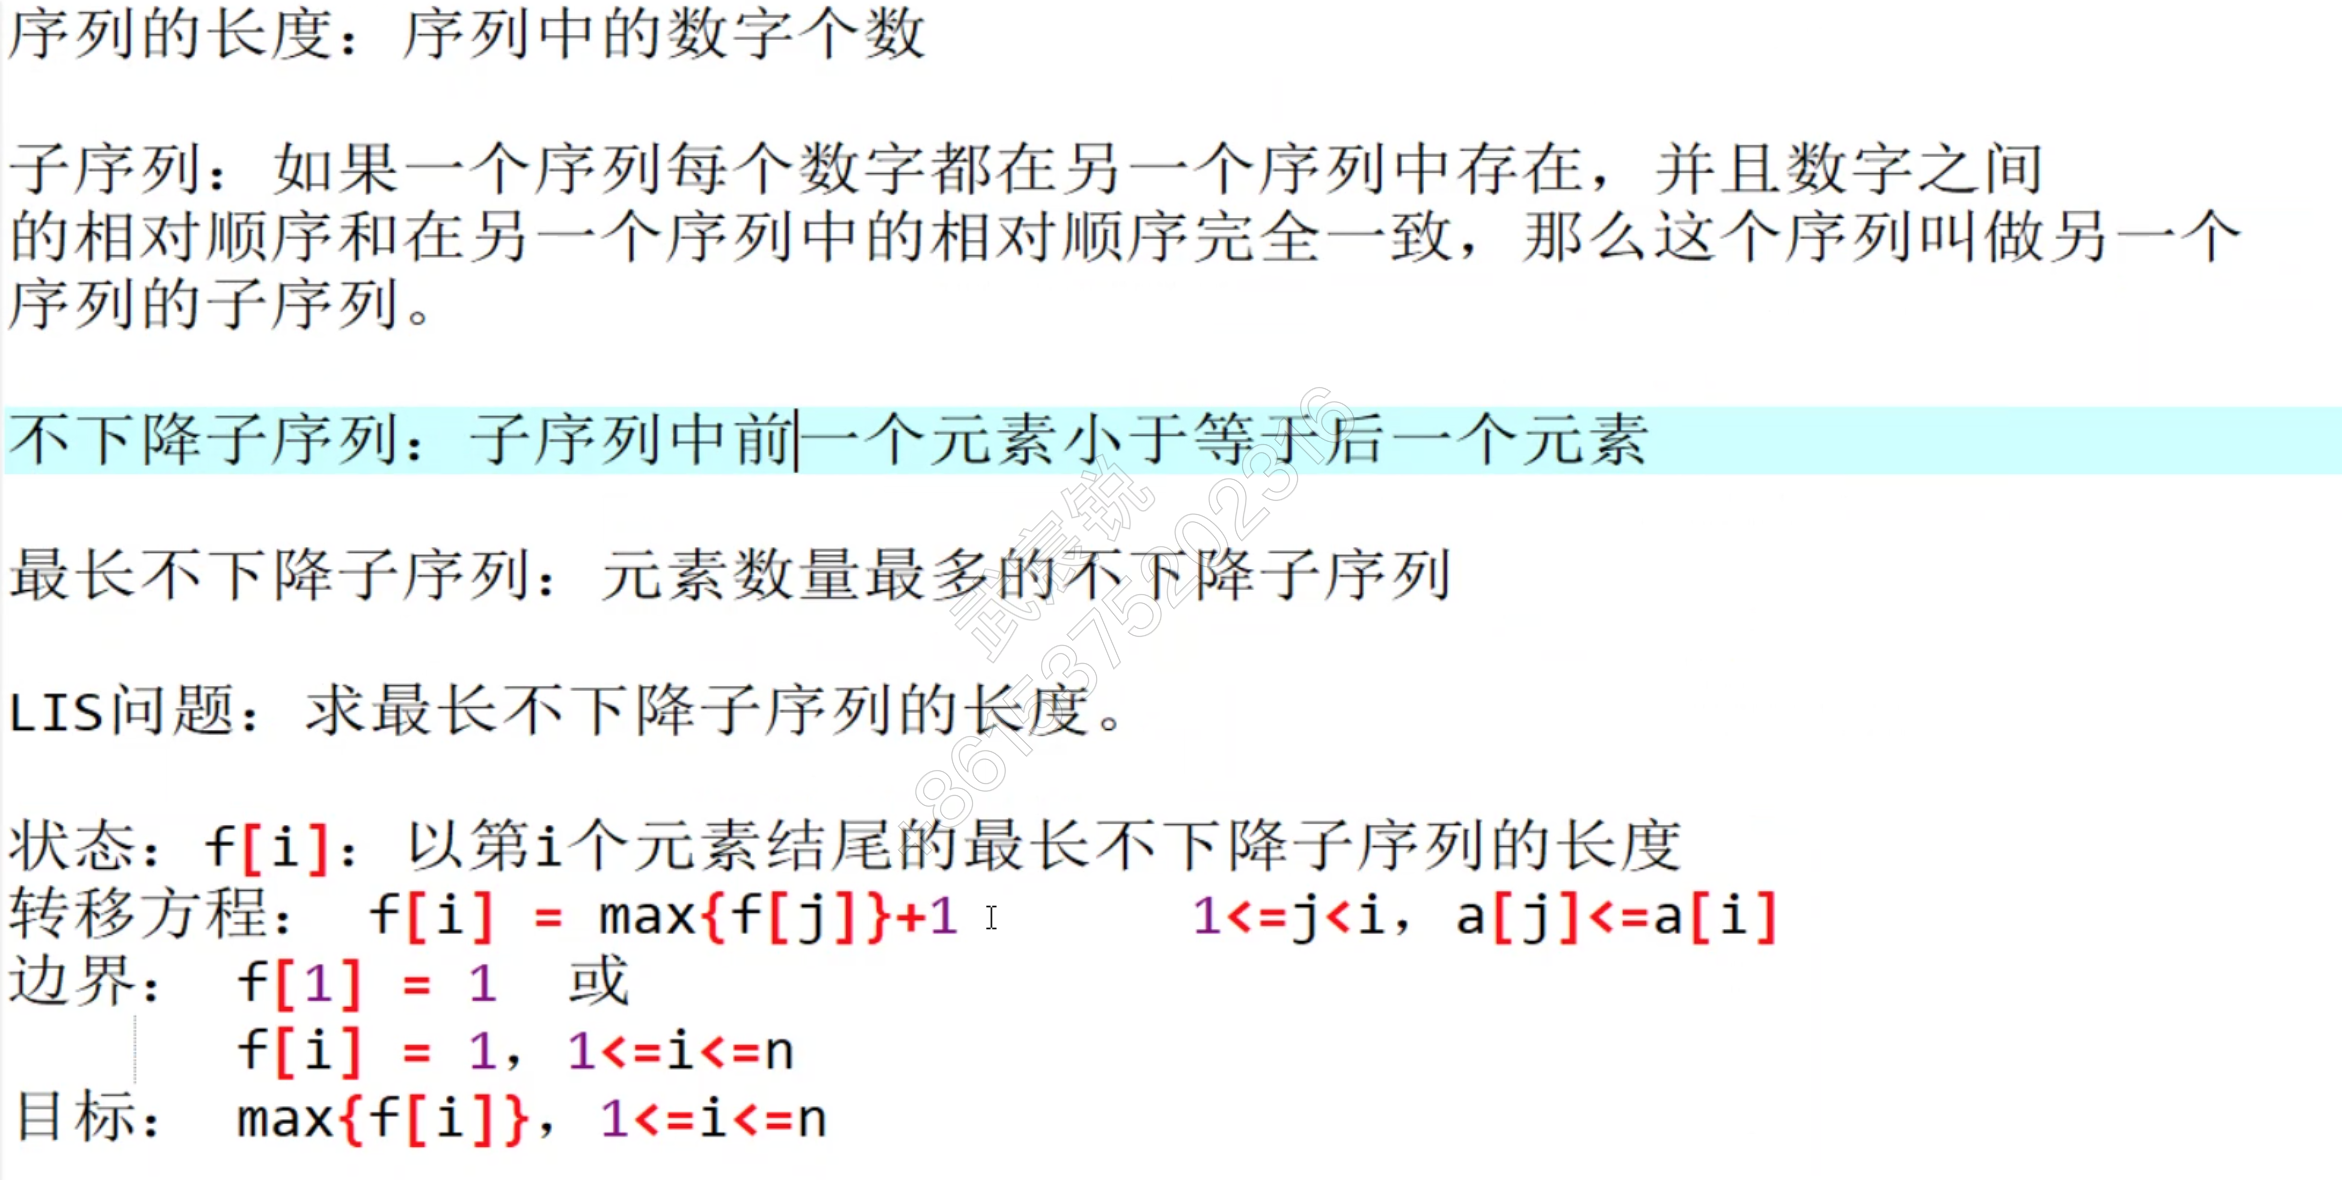 序列的长度：序列中的数字个数
子序列：如果一个序列每个数字都在另一个序列中存在，并且数字之间
的相对顺序和在另一个序列中的相对顺序完全一致，那么这个序列叫做另一个
序列的子序列。
不下降子序列：子序列中前一个元素小于等于后一个元素
最长不下降子序列：元素数量最多的不下降子序列
LIS问题：求最长不下降子序列的长度。
状态：f[i]：以第i个元素结尾的最长不下降子序列的长度
转移方程： f[i] = max{f[j]}+1 1<=j<i，a[j]<=a[i]
边界： f[1] = 1 或
f[i] = 1，1<=i<=n
目标： max{f[i]}，1<=i<=n
武宸锐
+8615375202316